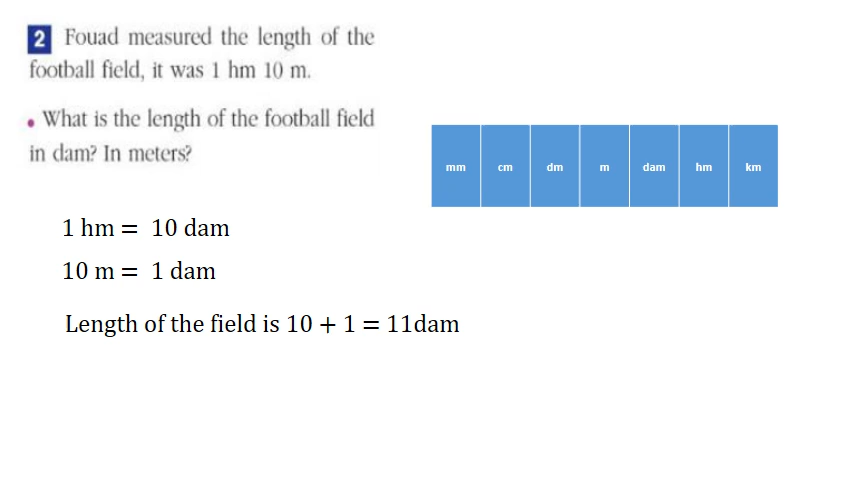 2 Fouad measured the length of the
football field, it was 1 hm 10 m.
• What is the length of the football field
in dam? In meters?
mm cm dm m dam hm km
1 hm = 10 dam
10 m = 1 dam
Length of the field is 10 + 1 = 11dam